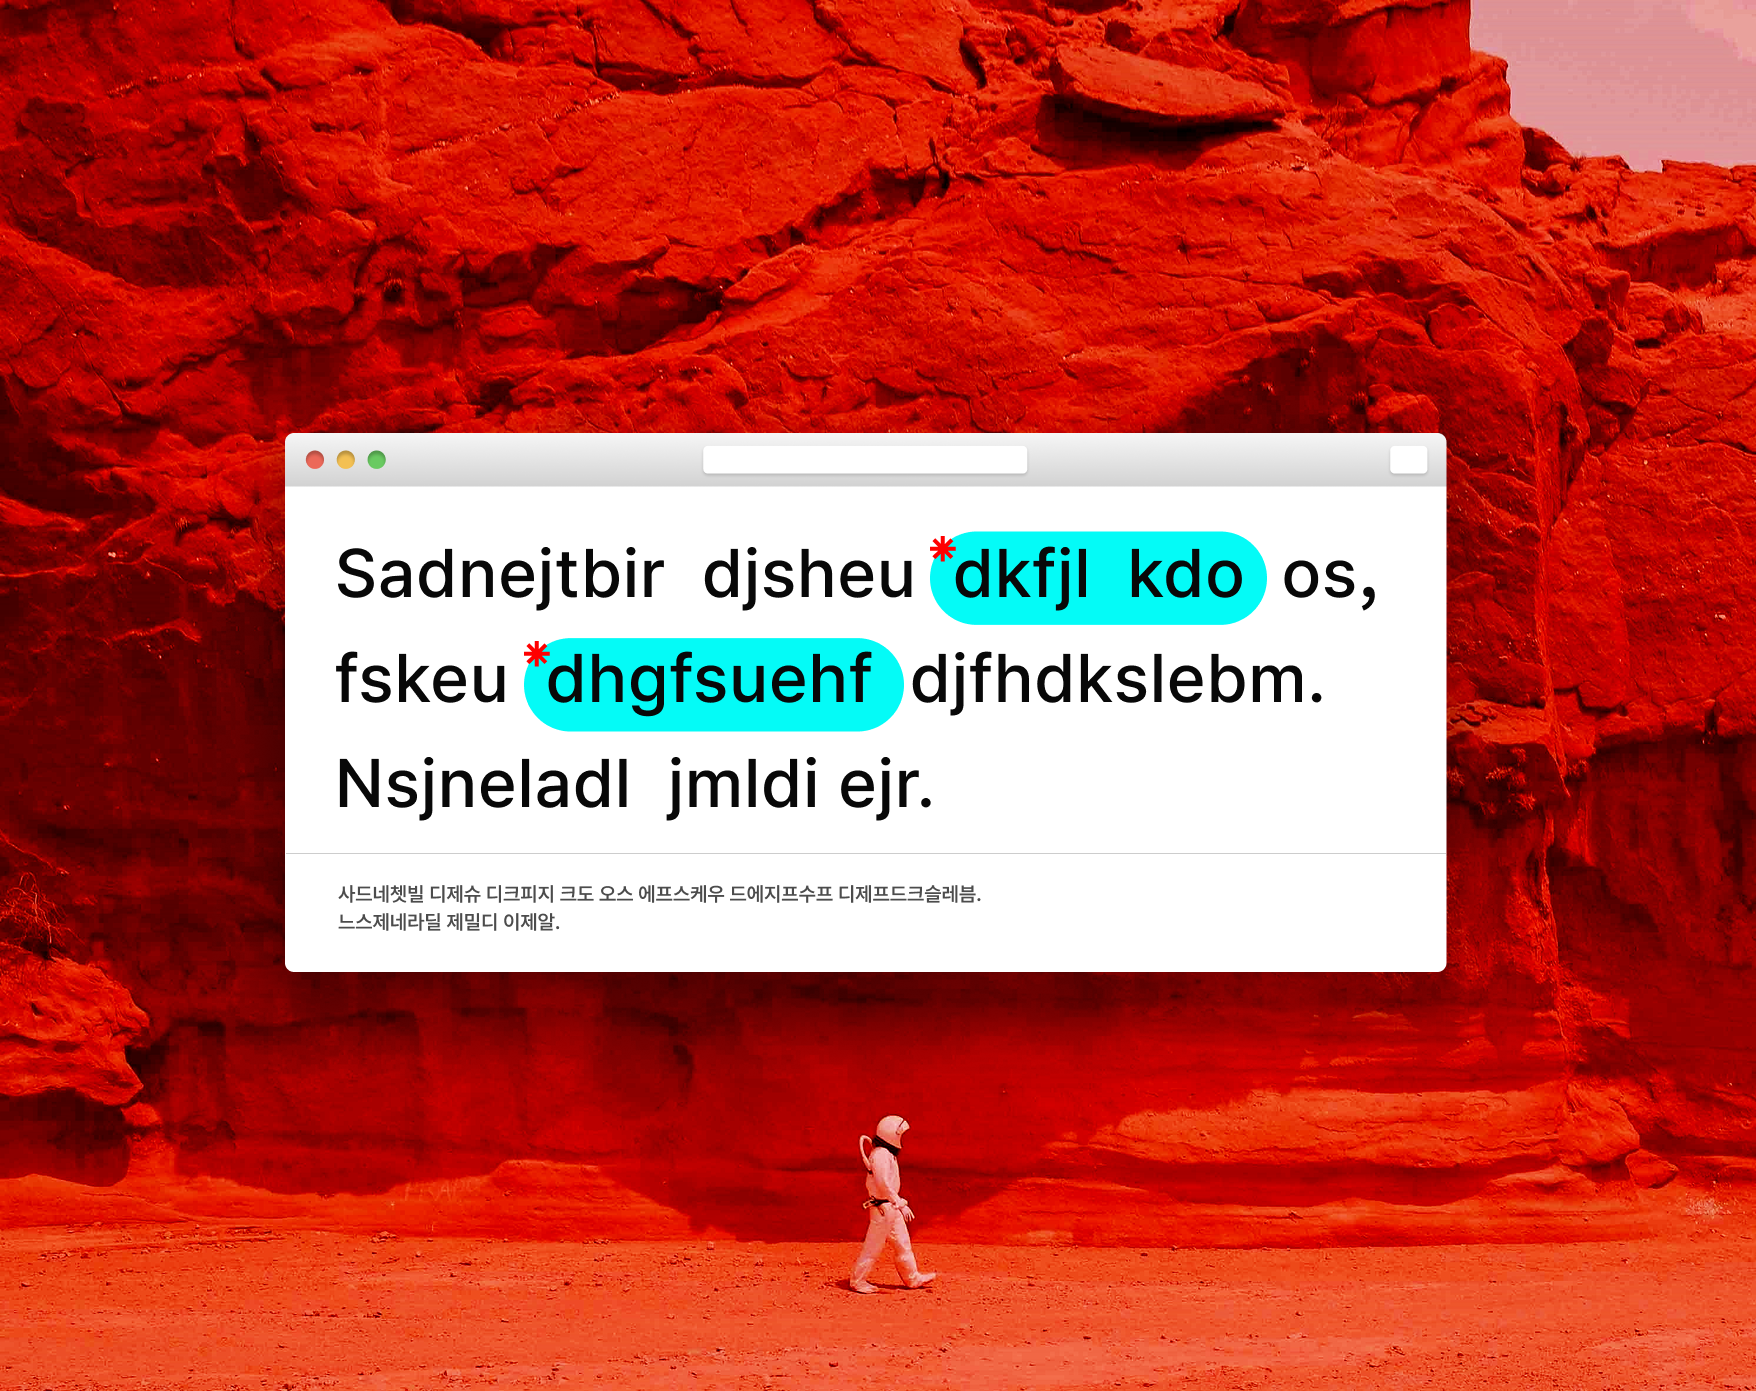 Sadnejtbir djsheu *dkfjl kdo os,
fskeu *dhgfsuehf djfhdkslebm.
Nsjneladl jmldi ejr.
사드네쳇빌 디제슈 디크피지 크도 오스 에프스케우 드에지프수프 디제프드크슬레븜.
느스제네라딜 제밀디 이제알.